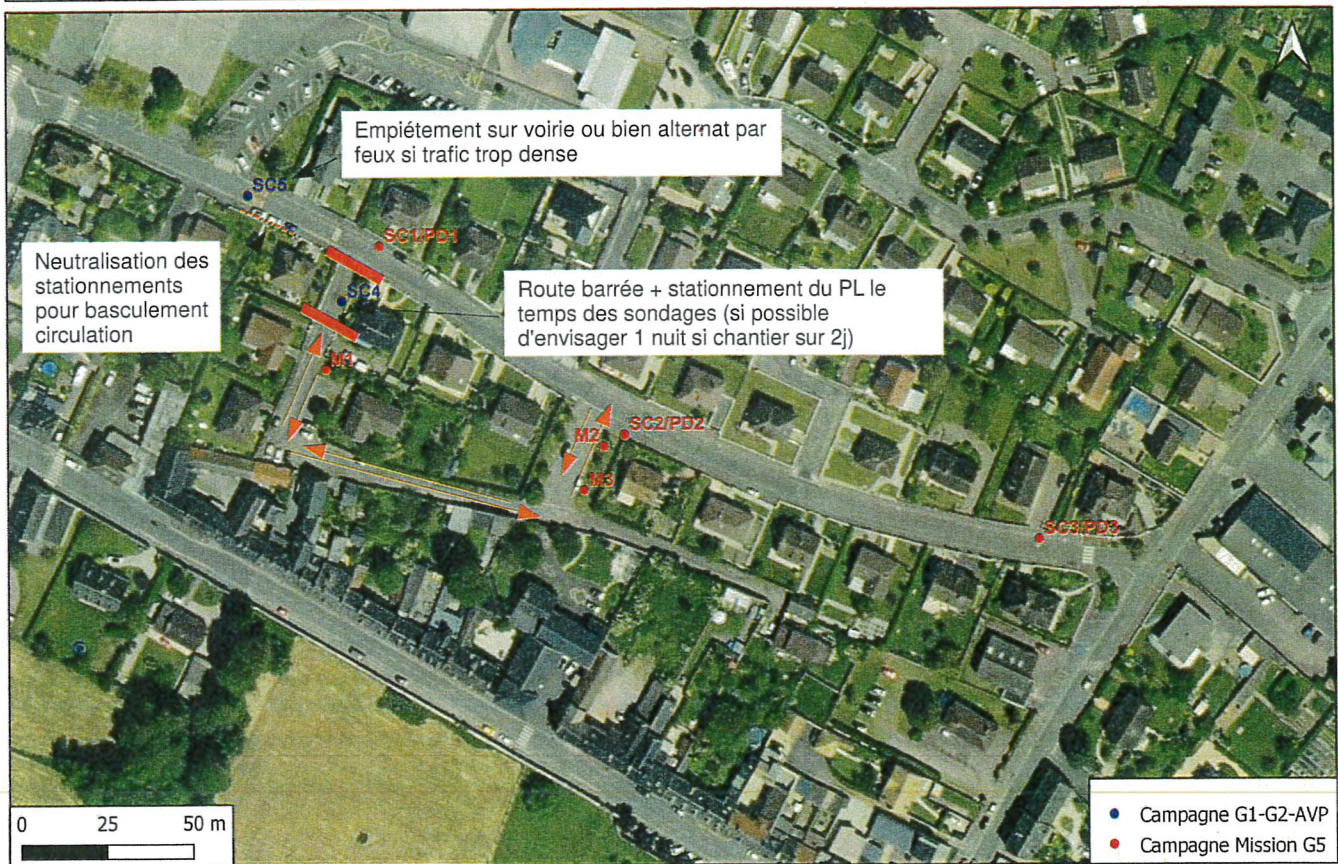 Empiétement sur voirie ou bien alternat par
feux si trafic trop dense
SC5
SC1/PD1
Neutralisation des
stationnements
pour basculement
circulation
SC4
Route barrée + stationnement du PL le
temps des sondages (si possible
d'envisager 1 nuit si chantier sur 2j)
M1
SC2/PD2
M2
M3
SC3/PD3
0 25 50 m
Campagne G1-G2-AVP
Campagne Mission G5